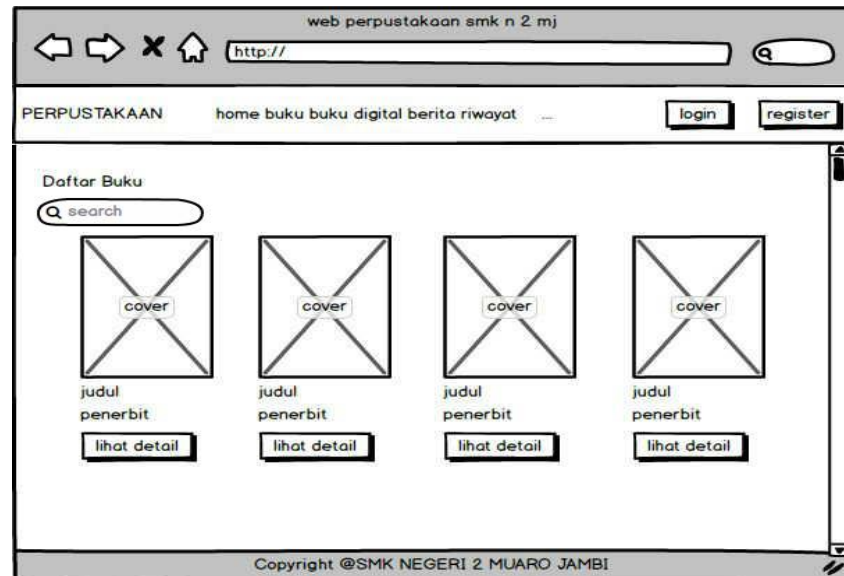 web perpustakaan smk n 2 mj
http://
PERPUSTAKAAN home buku buku digital berita riwayat ... login register
Daftar Buku
search
cover cover cover cover
judul judul judul judul
penerbit penerbit penerbit penerbit
lihat detail lihat detail lihat detail lihat detail
Copyright @SMK NEGERI 2 MUARO JAMBI